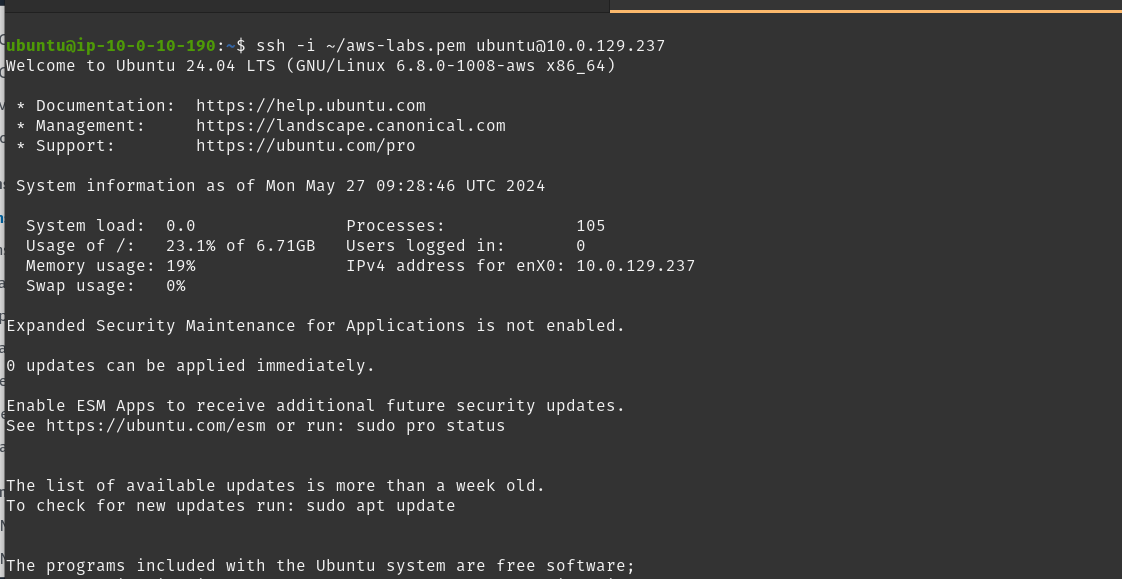 ubuntu@ip-10-0-10-190:~$ ssh -i ~/aws-labs.pem ubuntu@10.0.129.237
Welcome to Ubuntu 24.04 LTS (GNU/Linux 6.8.0-1008-aws x86_64)
* Documentation:  https://help.ubuntu.com
* Management:     https://landscape.canonical.com
* Support:        https://ubuntu.com/pro
System information as of Mon May 27 09:28:46 UTC 2024
System load:  0.0               Processes:             105
Usage of /:   23.1% of 6.71GB   Users logged in:       0
Memory usage: 19%               IPv4 address for enX0: 10.0.129.237
Swap usage:   0%
Expanded Security Maintenance for Applications is not enabled.
0 updates can be applied immediately.
Enable ESM Apps to receive additional future security updates.
See https://ubuntu.com/esm or run: sudo pro status
The list of available updates is more than a week old.
To check for new updates run: sudo apt update
The programs included with the Ubuntu system are free software;